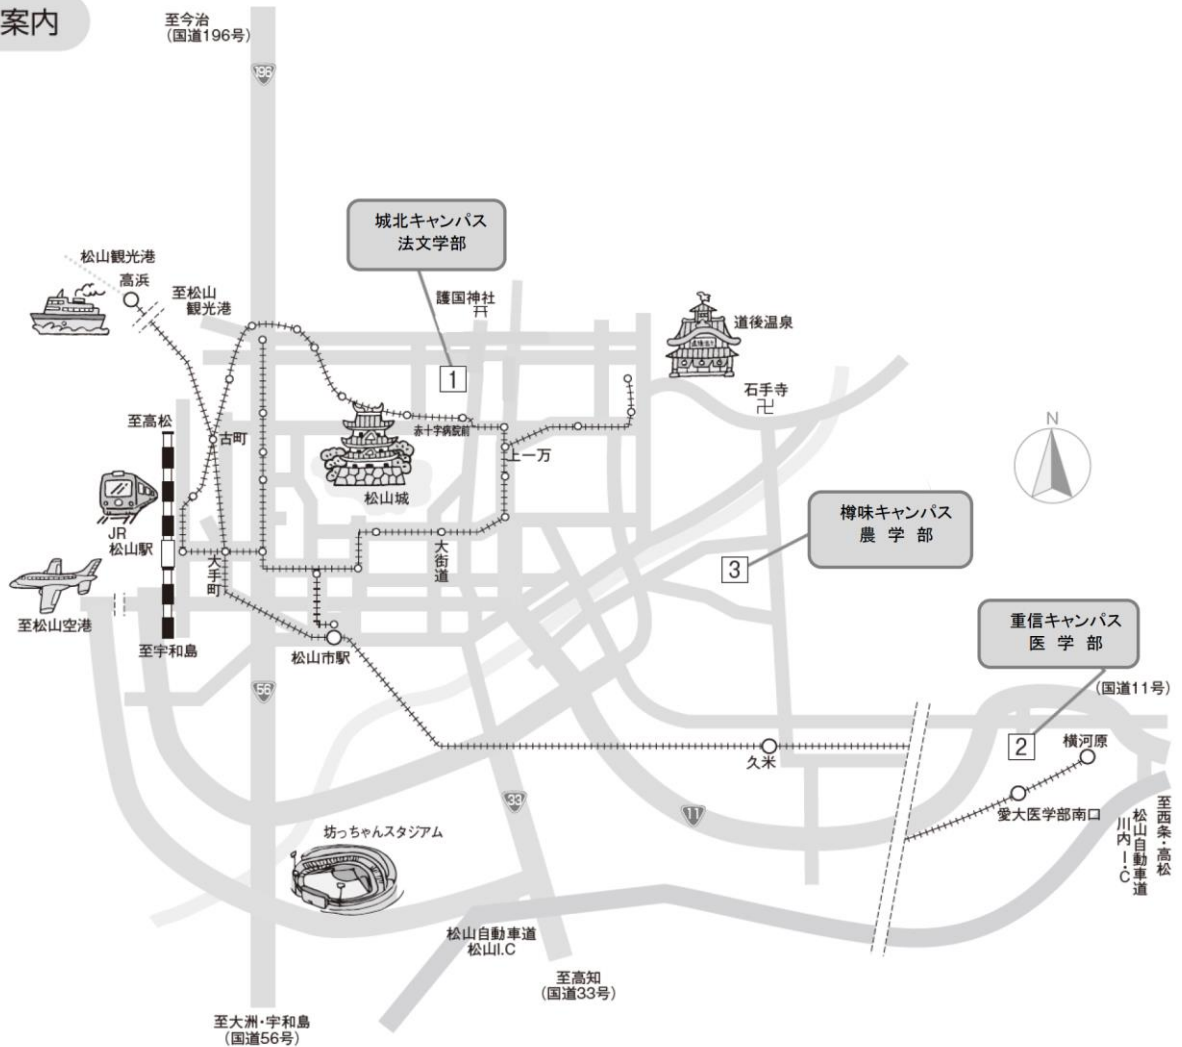 案内
至今治
(国道196号)
196
城北キャンパス
法文学部
松山観光港
高浜
至松山
観光港
護国神社
道後温泉
石手寺
卍
1
至高松
古町
赤十字病院前
上一万
N
松山城
JR
松山駅
大手町
大街道
樽味キャンパス
農 学 部
3
至松山空港
至宇和島
松山市駅
重信キャンパス
医 学 部
(国道11号)
56
2
横河原
久米
愛大医学部南口
33
11
坊っちゃんスタジアム
至西条・高松
松山自動車道
川内 I・C
松山自動車道
松山I.C
至高知
(国道33号)
至大洲・宇和島
(国道56号)